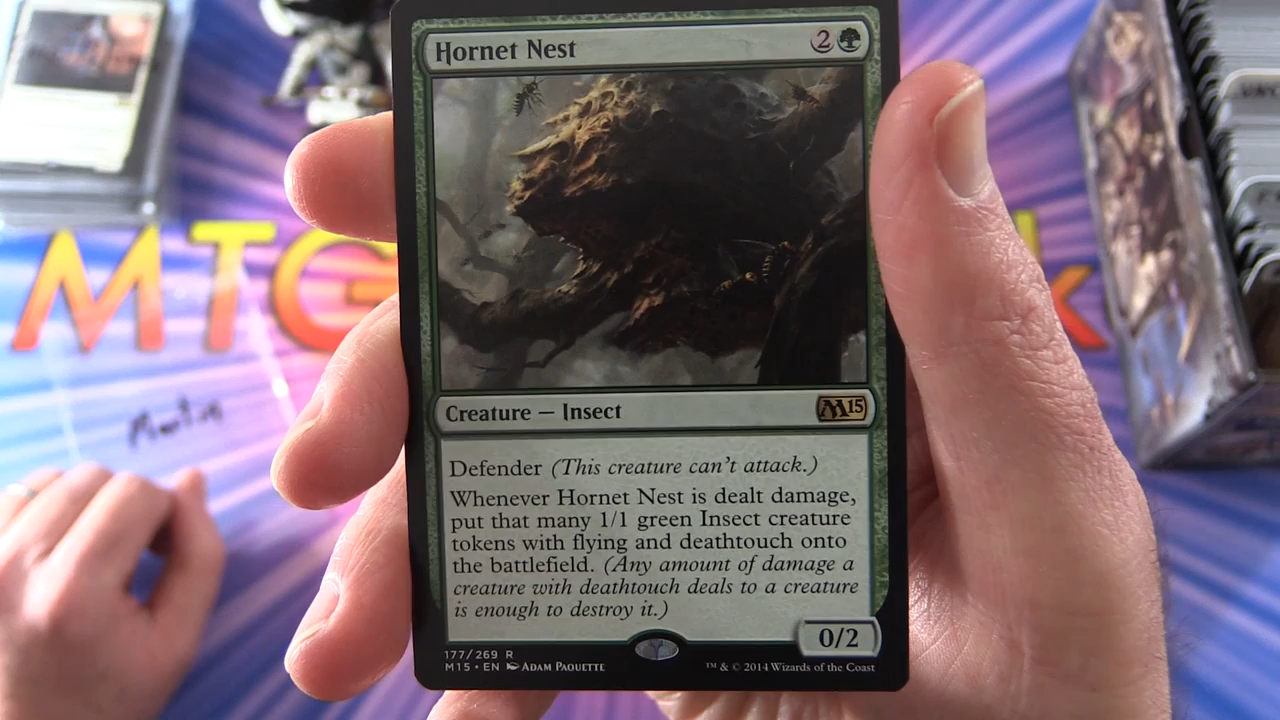 Hornet Nest 2
Creature — Insect
M15
Defender (This creature can't attack.)
Whenever Hornet Nest is dealt damage,
put that many 1/1 green Insect creature
tokens with flying and deathtouch onto
the battlefield. (Any amount of damage a
creature with deathtouch deals to a creature
is enough to destroy it.)
0/2
177/269 R
M15 • EN ADAM PAQUETTE
™ & © 2014 Wizards of the Coast
MTG